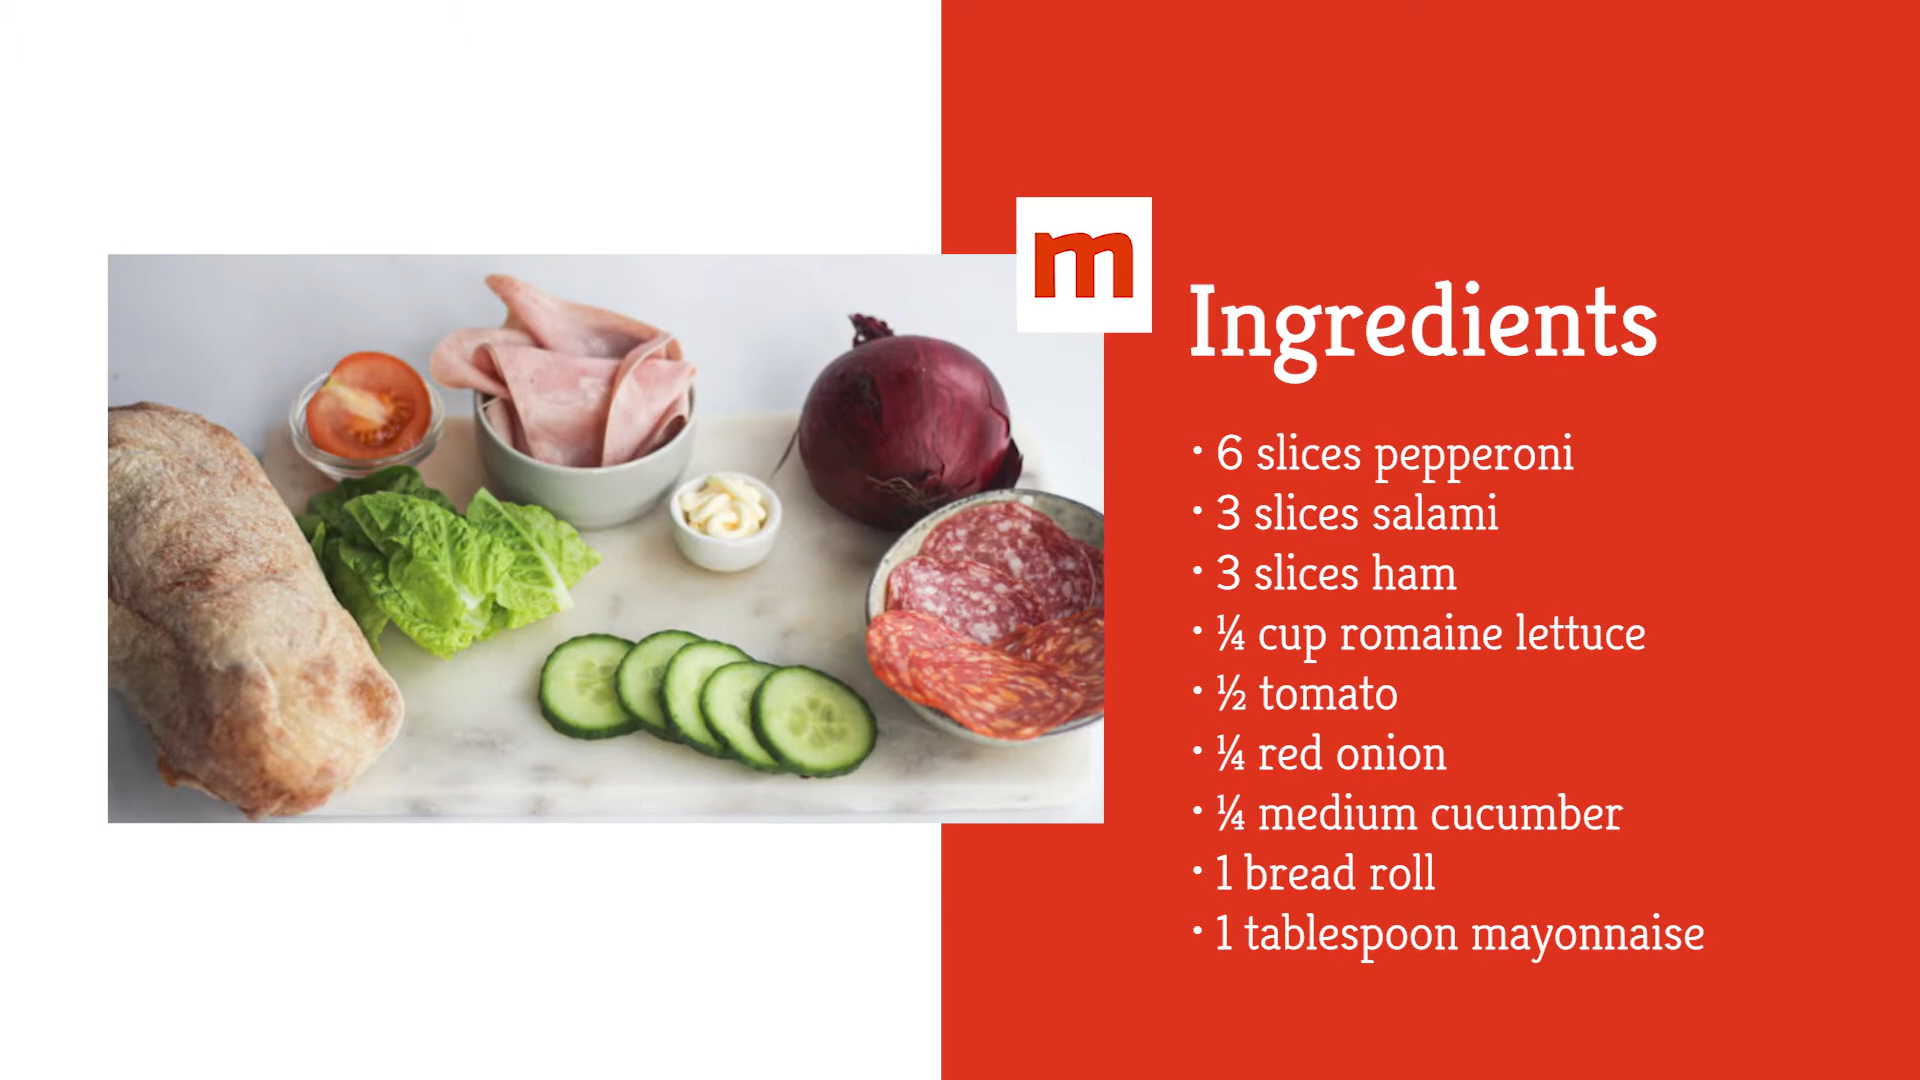 m
Ingredients
· 6 slices pepperoni
· 3 slices salami
· 3 slices ham
· ¼ cup romaine lettuce
· ½ tomato
· ¼ red onion
· ¼ medium cucumber
· 1 bread roll
· 1 tablespoon mayonnaise